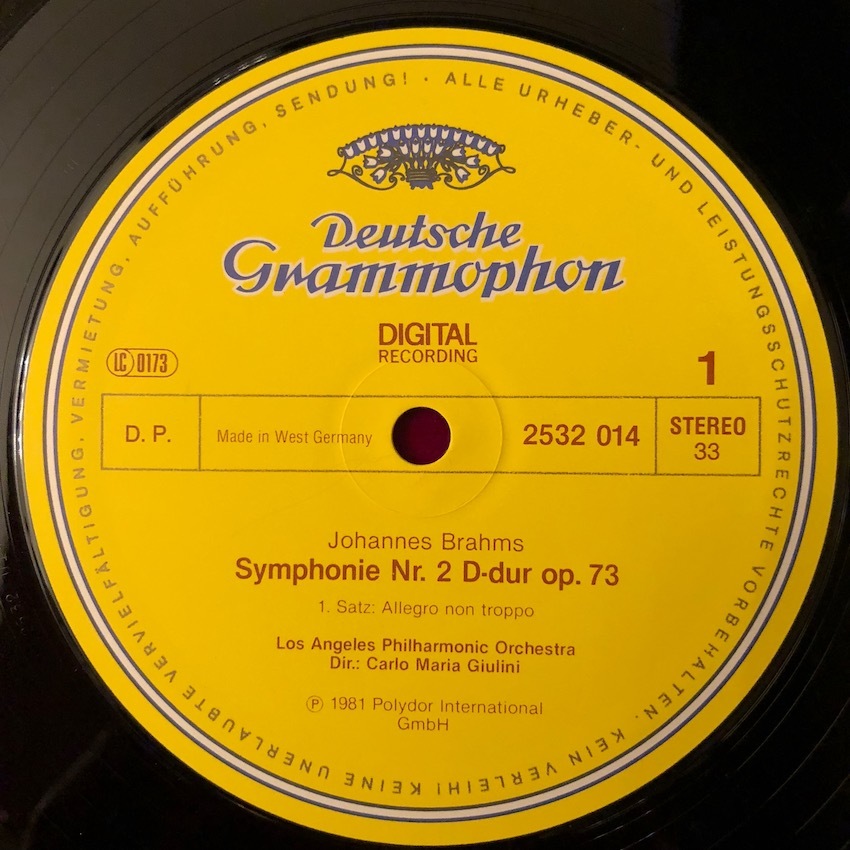 ALLE URHEBER- UND LEISTUNGSSCHUTZRECHTE VORBEHALTEN. KEIN VERLEIH! KEINE UNERLAUBTE VERVIELFÄLTIGUNG, VERMIETUNG, AUFFÜHRUNG, SENDUNG! ·
Deutsche
Grammophon
DIGITAL
RECORDING
LC 0173
1
D. P.
Made in West Germany
2532 014
STEREO
33
Johannes Brahms
Symphonie Nr. 2 D-dur op. 73
1. Satz: Allegro non troppo
Los Angeles Philharmonic Orchestra
Dir.: Carlo Maria Giulini
℗ 1981 Polydor International
GmbH